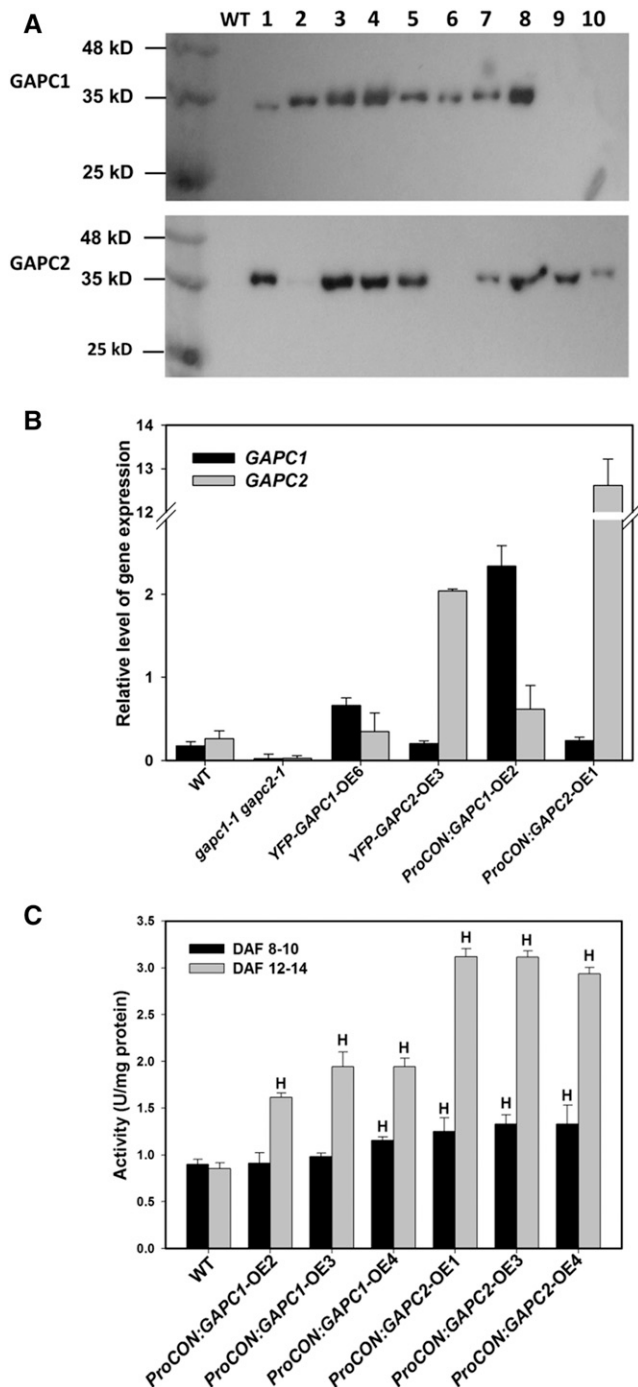 A
WT 1 2 3 4 5 6 7 8 9 10
48 kD
GAPC1
35 kD
25 kD
48 kD
GAPC2
35 kD
25 kD
B
14
13
12
2
1
0
Relative level of gene expression
GAPC1
GAPC2
WT
gapc1-1 gapc2-1
YFP-GAPC1-OE6
YFP-GAPC2-OE3
ProCON:GAPC1-OE2
ProCON:GAPC2-OE1
C
3.5
3.0
2.5
2.0
1.5
1.0
0.5
0.0
Activity (U/mg protein)
DAF 8-10
DAF 12-14
H
H
H
H
H
H
H
H
H
H
WT
ProCON:GAPC1-OE2
ProCON:GAPC1-OE3
ProCON:GAPC1-OE4
ProCON:GAPC2-OE1
ProCON:GAPC2-OE3
ProCON:GAPC2-OE4